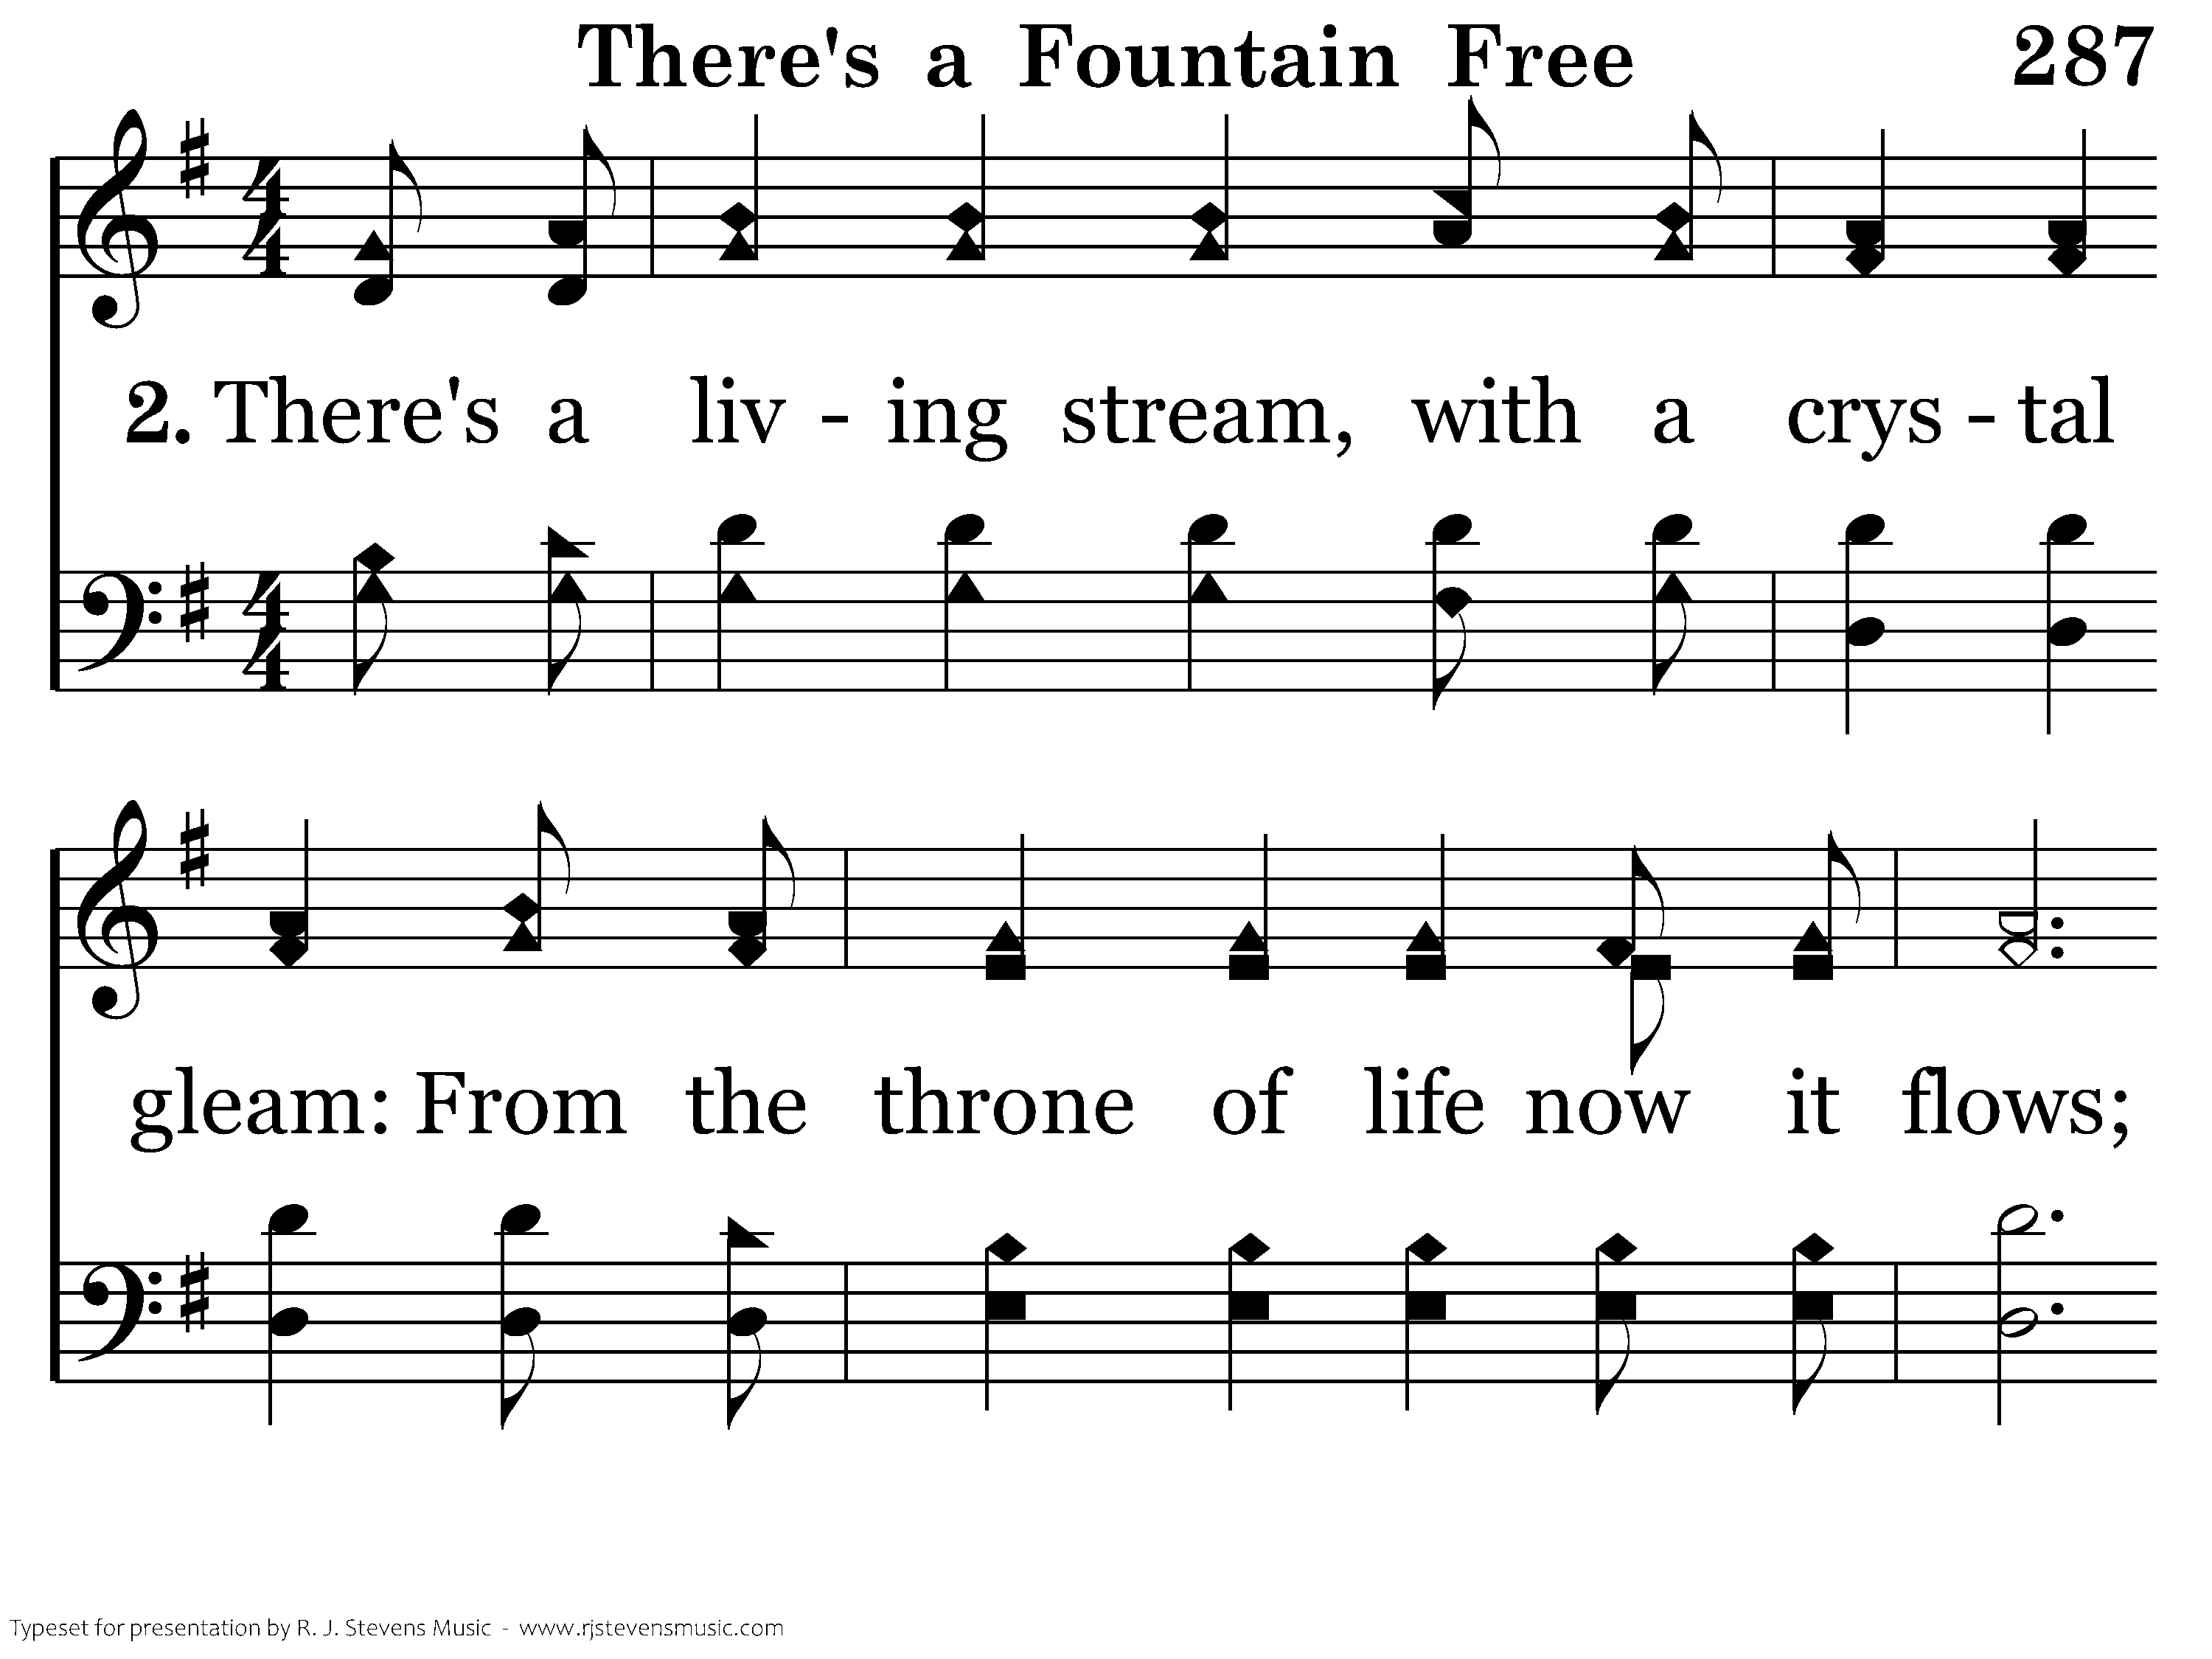 There's a Fountain Free 287
2. There's a liv - ing stream, with a crys - tal
gleam: From the throne of life now it flows;
Typeset for presentation by R. J. Stevens Music - www.rjstevensmusic.com